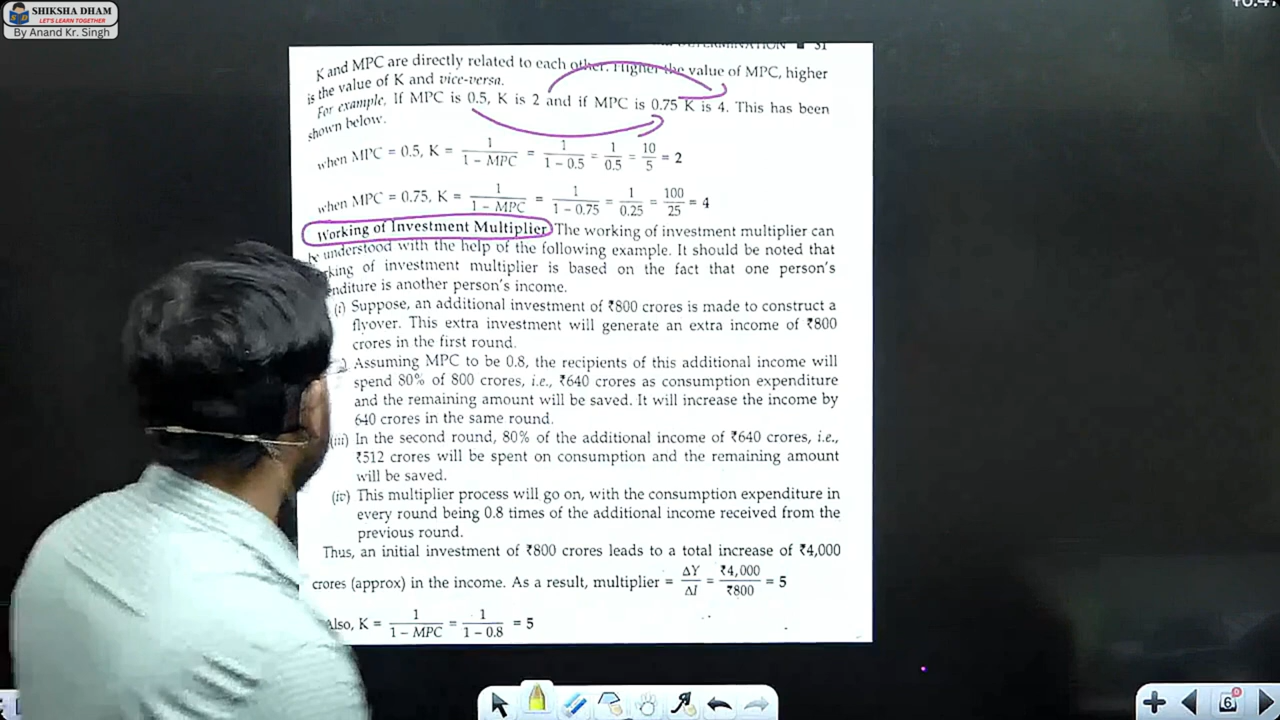 SHIKSHA DHAM
LET'S LEARN TOGETHER
By Anand Kr. Singh
31
K and MPC are directly related to each other. Higher the value of MPC, higher
is the value of K and vice-versa.
For example, If MPC is 0.5, K is 2 and if MPC is 0.75 K is 4. This has been
shown below.
when MPC = 0.5, K = 1/(1 − MPC) = 1/(1 − 0.5) = 1/0.5 = 10/5 = 2
when MPC = 0.75, K = 1/(1 − MPC) = 1/(1 − 0.75) = 1/0.25 = 100/25 = 4
Working of Investment Multiplier The working of investment multiplier can
be understood with the help of the following example. It should be noted that
king of investment multiplier is based on the fact that one person's
enditure is another person's income.
(i) Suppose, an additional investment of ₹800 crores is made to construct a
flyover. This extra investment will generate an extra income of ₹800
crores in the first round.
Assuming MPC to be 0.8, the recipients of this additional income will
spend 80% of 800 crores, i.e., ₹640 crores as consumption expenditure
and the remaining amount will be saved. It will increase the income by
640 crores in the same round.
(iii) In the second round, 80% of the additional income of ₹640 crores, i.e.,
₹512 crores will be spent on consumption and the remaining amount
will be saved.
(iv) This multiplier process will go on, with the consumption expenditure in
every round being 0.8 times of the additional income received from the
previous round.
Thus, an initial investment of ₹800 crores leads to a total increase of ₹4,000
crores (approx) in the income. As a result, multiplier = ΔY/ΔI = ₹4,000/₹800 = 5
Also, K = 1/(1 − MPC) = 1/(1 − 0.8) = 5
6